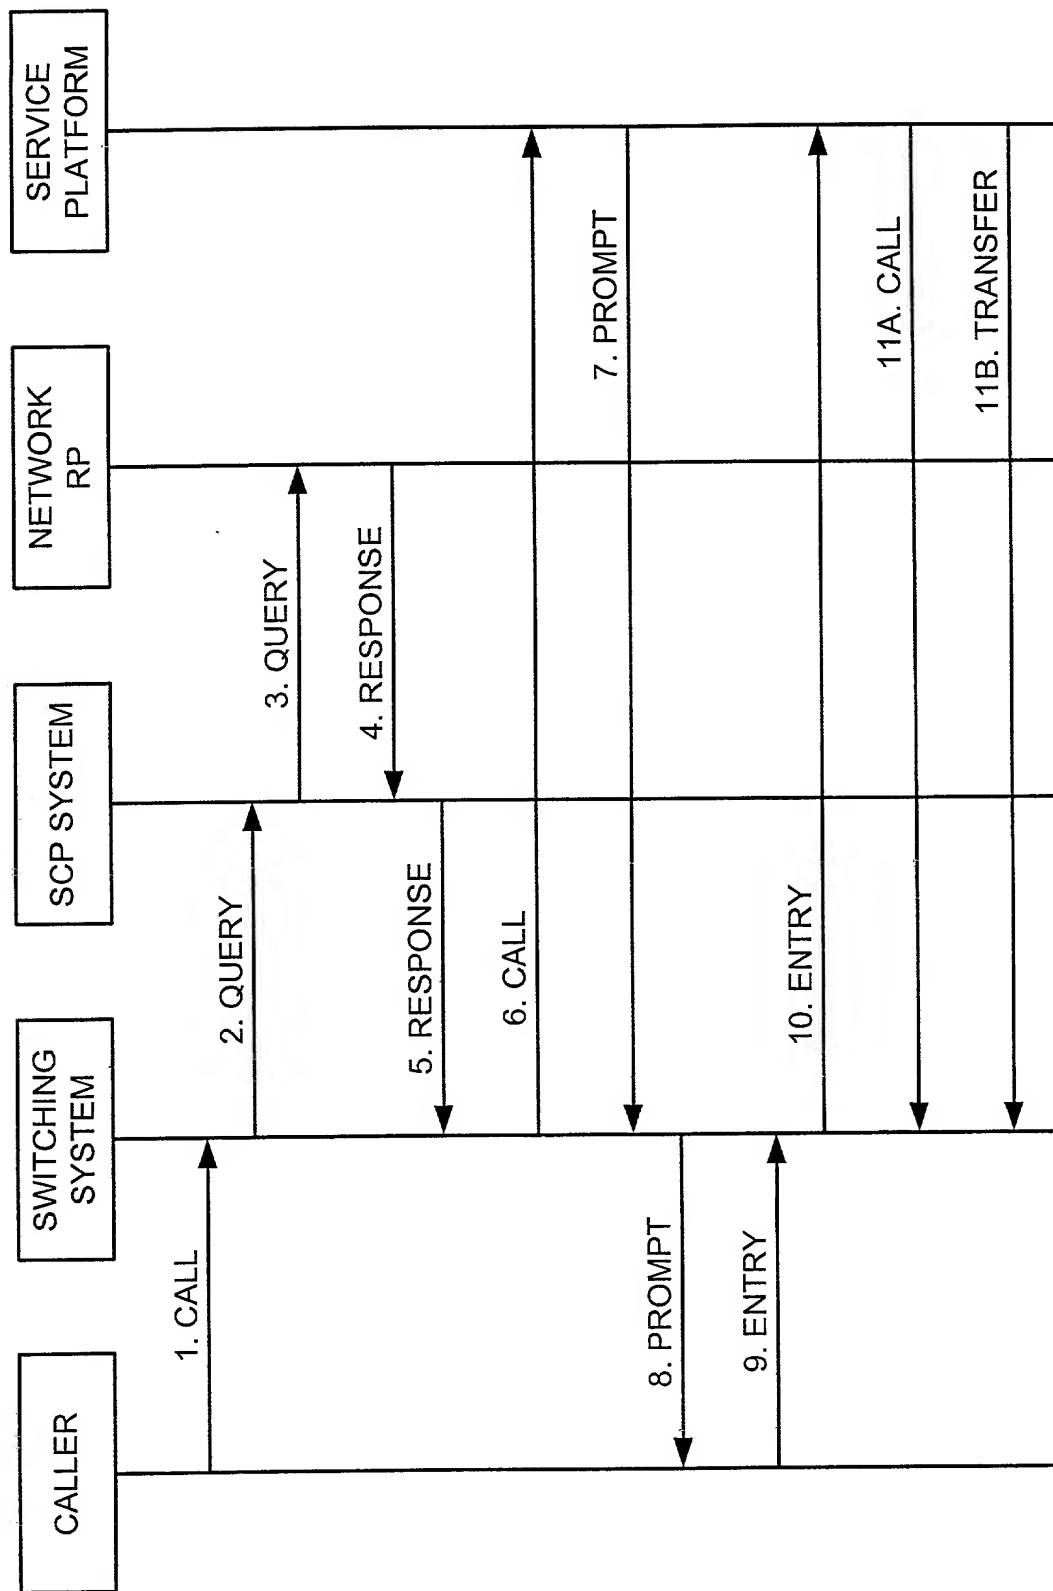 CALLER
SWITCHING
SYSTEM
SCP SYSTEM
NETWORK
RP
SERVICE
PLATFORM
1. CALL
2. QUERY
3. QUERY
4. RESPONSE
5. RESPONSE
6. CALL
7. PROMPT
8. PROMPT
9. ENTRY
10. ENTRY
11A. CALL
11B. TRANSFER